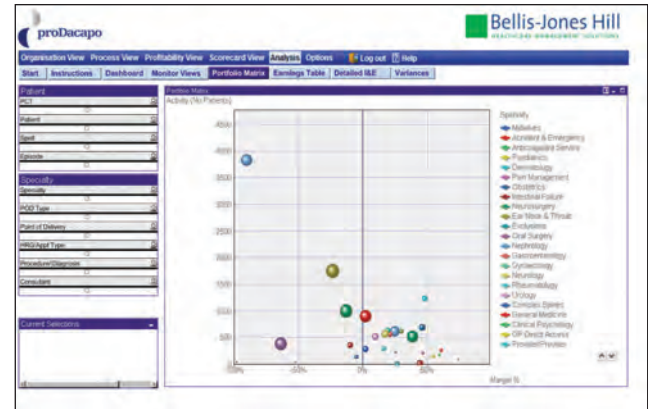 proDacapo
Bellis-Jones Hill
HEALTHCARE MANAGEMENT SOLUTIONS
Organisation View Process View Profitability View Scorecard View Analysis Options Log out Help
Start Instructions Dashboard Monitor Views Portfolio Matrix Earnings Table Detailed I&E Variances
Patient
PCT
Patient
Spell
Episode
Specialty
Specialty
POD Type
Point of Delivery
HRG/Appt Type
Procedure/Diagnosis
Consultant
Current Selections
Portfolio Matrix
Activity (No Patients)
4500
4000
3500
3000
2500
2000
1500
1000
500
-100%
-50%
0%
50%
Margin %
Specialty
Midwives
Accident & Emergency
Anticoagulant Service
Paediatrics
Dermatology
Pain Management
Obstetrics
Intestinal Failure
Neurosurgery
Ear Nose & Throat
Exclusions
Oral Surgery
Nephrology
Gastroenterology
Gynaecology
Neurology
Rheumatology
Urology
Complex Spines
General Medicine
Clinical Psychology
GP Direct Access